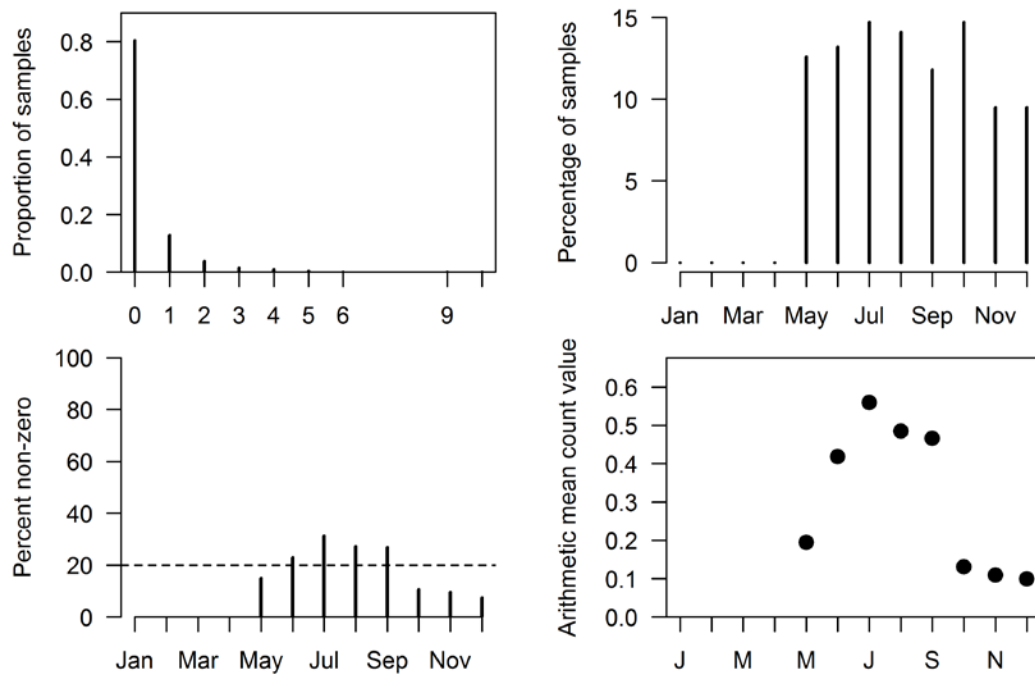 Proportion of samples
0.8
0.6
0.4
0.2
0.0
0 1 2 3 4 5 6 9
Percentage of samples
15
10
5
0
Jan Mar May Jul Sep Nov
Percent non-zero
100
80
60
40
20
0
Jan Mar May Jul Sep Nov
Arithmetic mean count value
0.6
0.5
0.4
0.3
0.2
0.1
0.0
J M M J S N